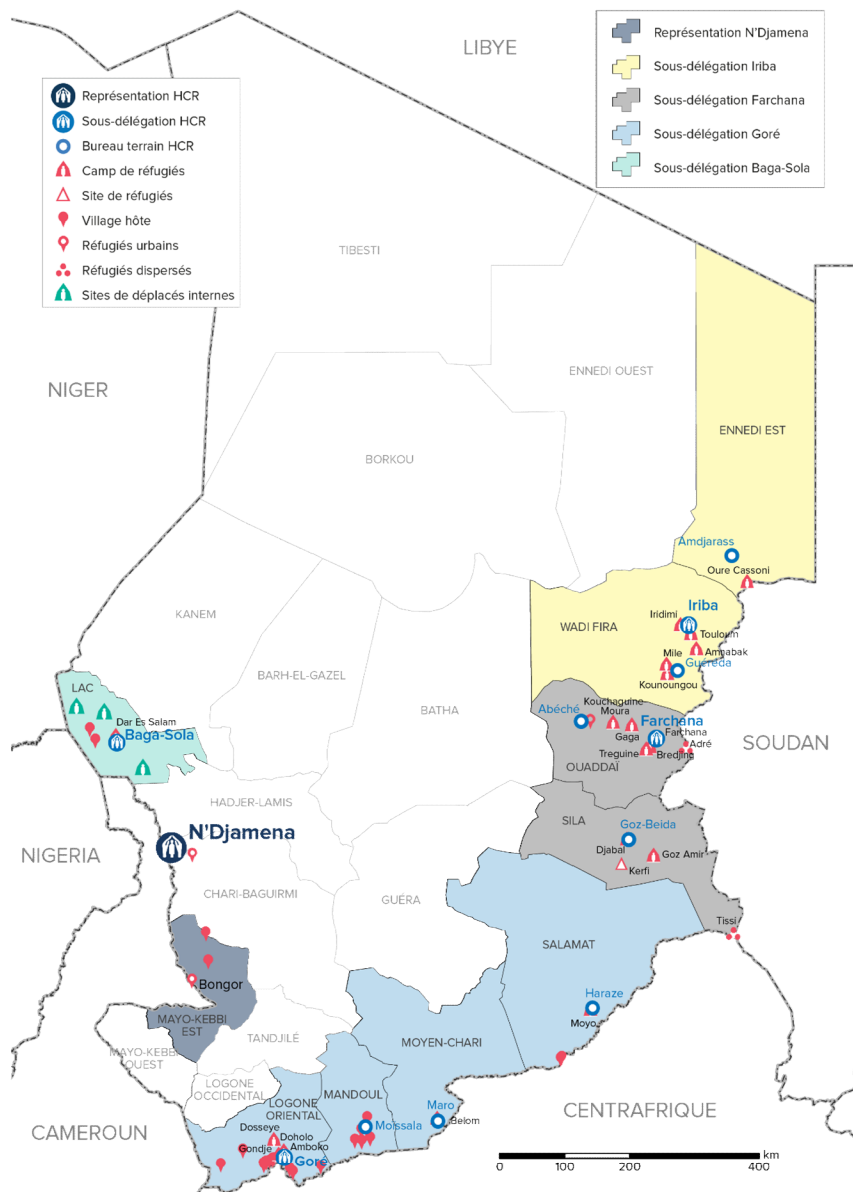 LIBYE
Représentation N'Djamena
Sous-délégation Iriba
Sous-délégation Farchana
Sous-délégation Goré
Sous-délégation Baga-Sola
Représentation HCR
Sous-délégation HCR
Bureau terrain HCR
Camp de réfugiés
Site de réfugiés
Village hôte
Réfugiés urbains
Réfugiés dispersés
Sites de déplacés internes
TIBESTI
NIGER
ENNEDI OUEST
ENNEDI EST
BORKOU
Amdjarass
Oure Cassoni
KANEM
Iriba
Iridimi
WADI FIRA
Touloum
Amnabak
Mile
Guéreda
Kounoungou
BARH-EL-GAZEL
LAC
BATHA
Kouchaguine
Moura
Abéché
Farchana
Farchana
Dar Es Salam
Baga-Sola
Gaga
Adré
SOUDAN
Treguine
Bredjing
OUADDAÏ
HADJER-LAMIS
SILA
Goz-Beida
N'Djamena
NIGERIA
Djabal
Goz Amir
Kerfi
CHARI-BAGUIRMI
GUÉRA
Tissi
SALAMAT
Bongor
Haraze
MAYO-KEBBI
EST
Moyo
TANDJILÉ
MOYEN-CHARI
MAYO-KEBBI
OUEST
LOGONE
OCCIDENTAL
MANDOUL
LOGONE
ORIENTAL
Maro
CENTRAFRIQUE
CAMEROUN
Dosseye
Moissala
Belom
Doholo
Gondje
Amboko
Goré
km
0
100
200
400